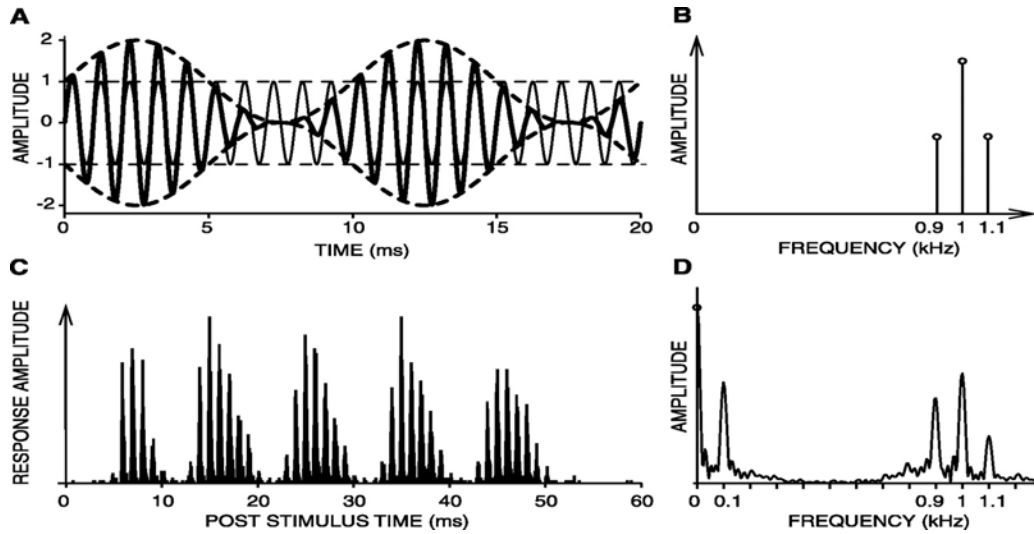 A
AMPLITUDE
2
1
0
-1
-2
0 5 10 15 20
TIME (ms)
B
AMPLITUDE
0 0.9 1 1.1
FREQUENCY (kHz)
C
RESPONSE AMPLITUDE
0 10 20 30 40 50 60
POST STIMULUS TIME (ms)
D
AMPLITUDE
0 0.1 0.9 1 1.1
FREQUENCY (kHz)